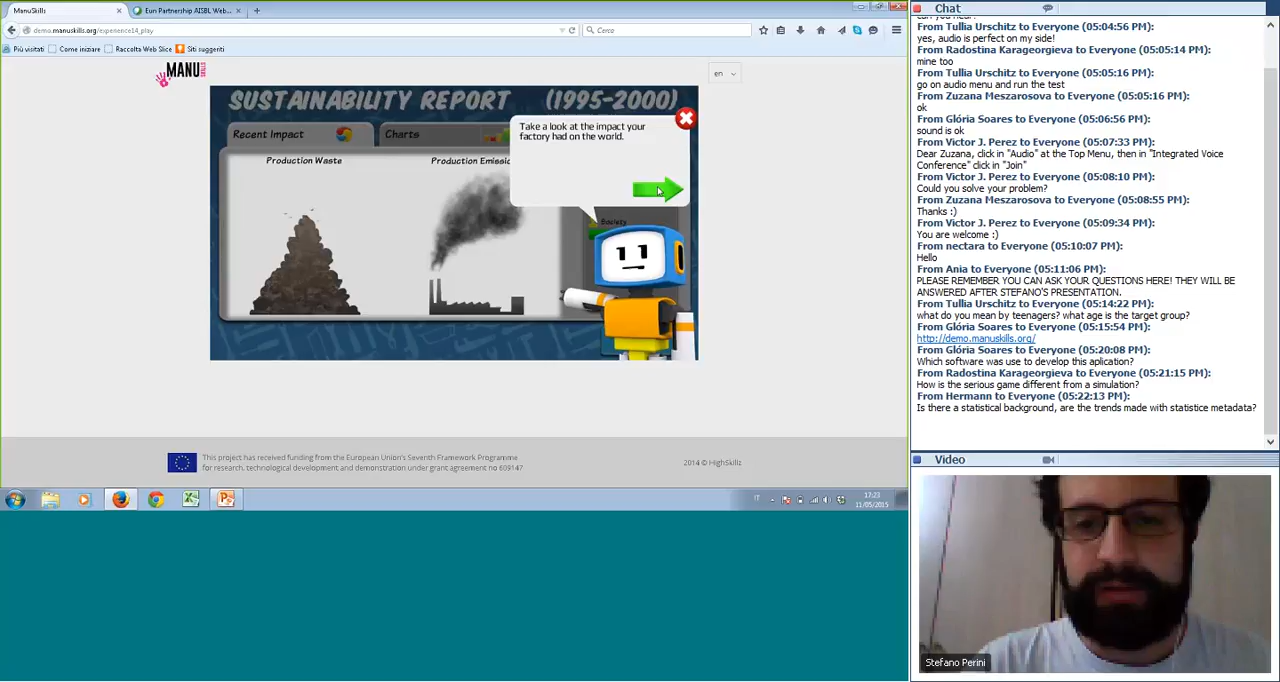 ManuSkills
Eun Partnership AISBL Web...
demo.manuskills.org/experience14_play
Cerca
Più visitati
Come iniziare
Raccolta Web Slice
Siti suggeriti
MANU
SKILLS
en
SUSTAINABILITY REPORT (1995-2000)
Recent Impact
Charts
Production Waste
Production Emissio
Take a look at the impact your
factory had on the world.
Society
This project has received funding from the European Union's Seventh Framework Programme
for research, technological development and demonstration under grant agreement no 609147
2014 © HighSkillz
IT
17:23
11/05/2015
Chat
can you hear?
From Tullia Urschitz to Everyone (05:04:56 PM):
yes, audio is perfect on my side!
From Radostina Karageorgieva to Everyone (05:05:14 PM):
mine too
From Tullia Urschitz to Everyone (05:05:16 PM):
go on audio menu and run the test
From Zuzana Meszarosova to Everyone (05:05:16 PM):
ok
From Glória Soares to Everyone (05:06:56 PM):
sound is ok
From Victor J. Perez to Everyone (05:07:33 PM):
Dear Zuzana, click in "Audio" at the Top Menu, then in "Integrated Voice
Conference" click in "Join"
From Victor J. Perez to Everyone (05:08:10 PM):
Could you solve your problem?
From Zuzana Meszarosova to Everyone (05:08:55 PM):
Thanks :)
From Victor J. Perez to Everyone (05:09:34 PM):
You are welcome :)
From nectara to Everyone (05:10:07 PM):
Hello
From Ania to Everyone (05:11:06 PM):
PLEASE REMEMBER YOU CAN ASK YOUR QUESTIONS HERE! THEY WILL BE
ANSWERED AFTER STEFANO'S PRESENTATION.
From Tullia Urschitz to Everyone (05:14:22 PM):
what do you mean by teenagers? what age is the target group?
From Glória Soares to Everyone (05:15:54 PM):
http://demo.manuskills.org/
From Glória Soares to Everyone (05:20:08 PM):
Which software was use to develop this aplication?
From Radostina Karageorgieva to Everyone (05:21:15 PM):
How is the serious game different from a simulation?
From Hermann to Everyone (05:22:13 PM):
Is there a statistical background, are the trends made with statistice metadata?
Video
Stefano Perini